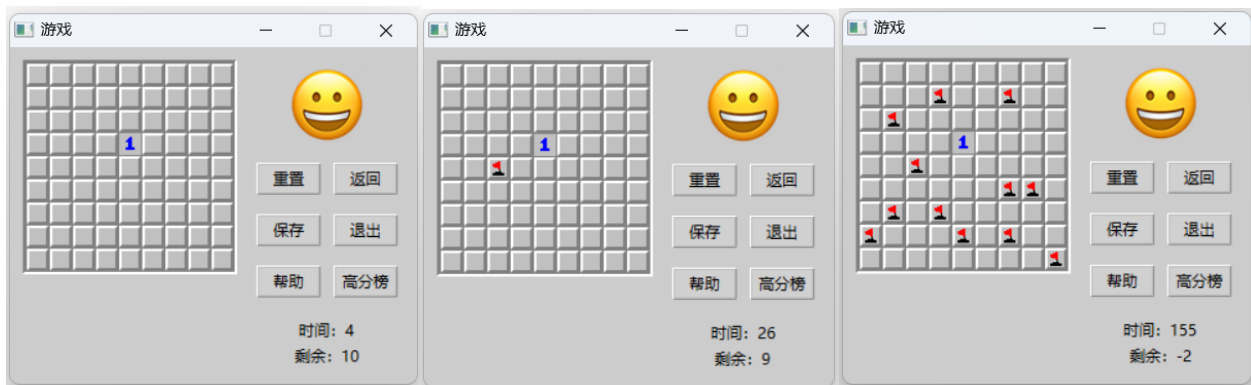 游戏
1
重置 返回
保存 退出
帮助 高分榜
时间: 4
剩余: 10
游戏
1
重置 返回
保存 退出
帮助 高分榜
时间: 26
剩余: 9
游戏
1
重置 返回
保存 退出
帮助 高分榜
时间: 155
剩余: -2